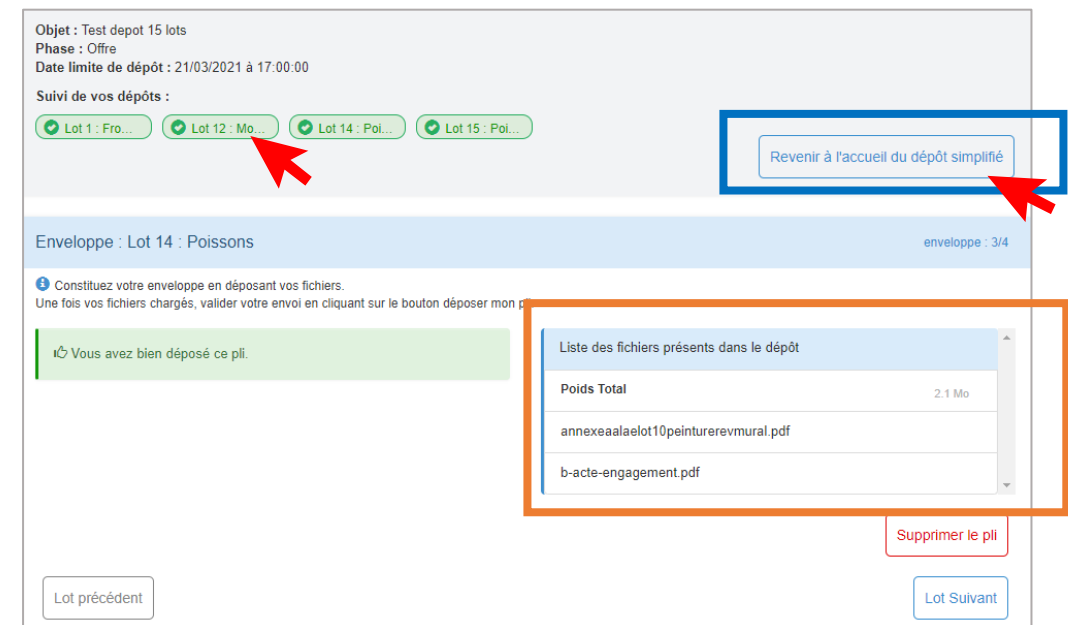 Objet : Test depot 15 lots
Phase : Offre
Date limite de dépôt : 21/03/2021 à 17:00:00
Suivi de vos dépôts :
Lot 1 : Fro... Lot 12 : Mo... Lot 14 : Poi... Lot 15 : Poi...
Revenir à l'accueil du dépôt simplifié
Enveloppe : Lot 14 : Poissons enveloppe : 3/4
Constituez votre enveloppe en déposant vos fichiers.
Une fois vos fichiers chargés, valider votre envoi en cliquant sur le bouton déposer mon
Vous avez bien déposé ce pli.
Liste des fichiers présents dans le dépôt
Poids Total 2.1 Mo
annexeaalaelot10peinturerevmural.pdf
b-acte-engagement.pdf
Supprimer le pli
Lot précédent Lot Suivant